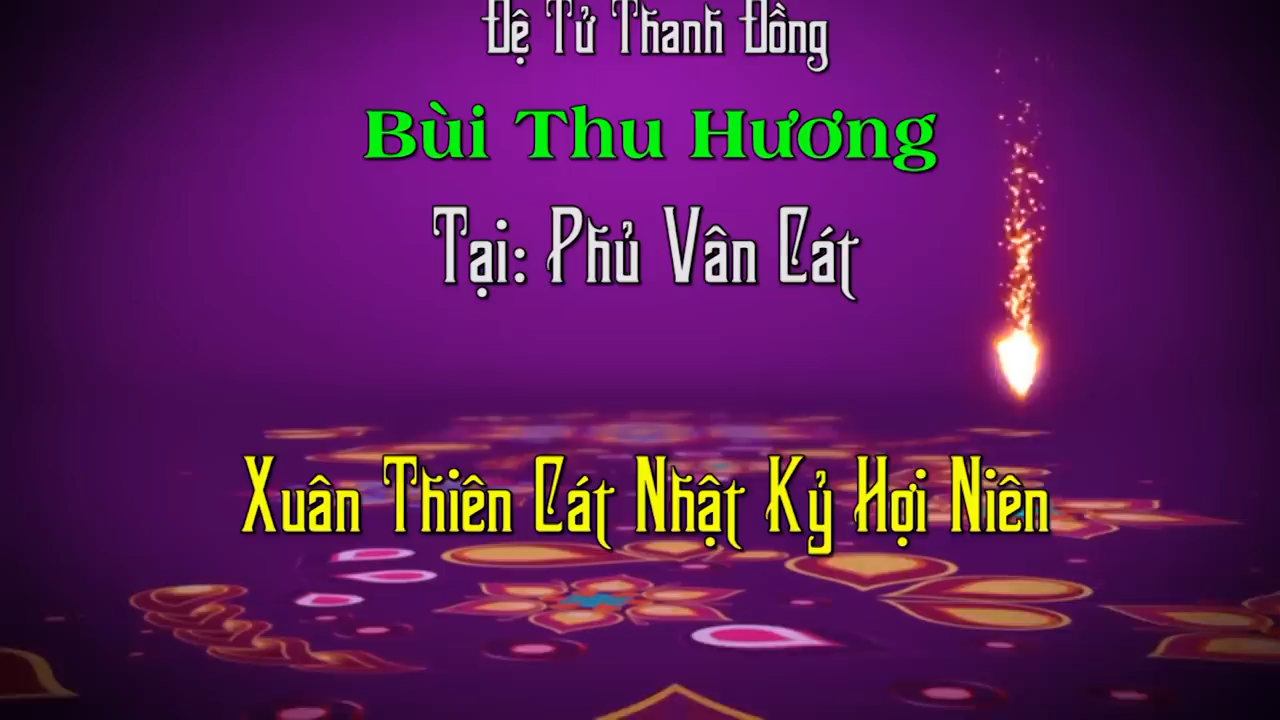 Đệ Tử Thanh Đồng
Bùi Thu Hương
Tại: Phủ Vân Cát
Xuân Thiên Cát Nhật Kỷ Hợi Niên